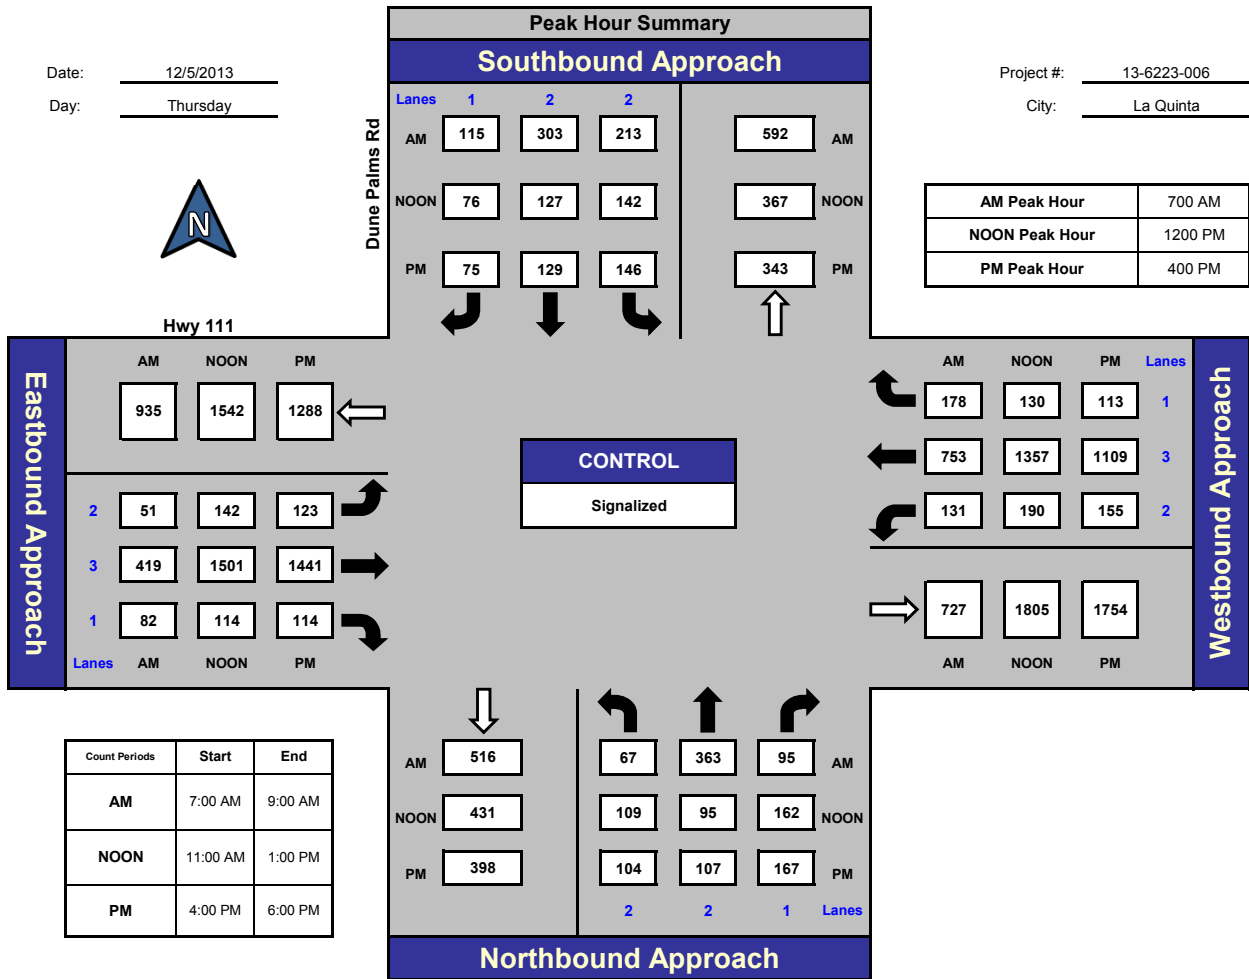 Peak Hour Summary
Southbound Approach
Date: 12/5/2013
Day: Thursday
Project #: 13-6223-006
City: La Quinta
N
Dune Palms Rd
Hwy 111
Lanes 1 2 2
AM 115 303 213 592 AM
NOON 76 127 142 367 NOON
PM 75 129 146 343 PM
AM Peak Hour 700 AM
NOON Peak Hour 1200 PM
PM Peak Hour 400 PM
Eastbound Approach
AM NOON PM
935 1542 1288
2 51 142 123
3 419 1501 1441
1 82 114 114
Lanes AM NOON PM
CONTROL
Signalized
Westbound Approach
AM NOON PM Lanes
178 130 113 1
753 1357 1109 3
131 190 155 2
727 1805 1754
AM NOON PM
Count Periods Start End
AM 7:00 AM 9:00 AM
NOON 11:00 AM 1:00 PM
PM 4:00 PM 6:00 PM
AM 516 67 363 95 AM
NOON 431 109 95 162 NOON
PM 398 104 107 167 PM
2 2 1 Lanes
Northbound Approach